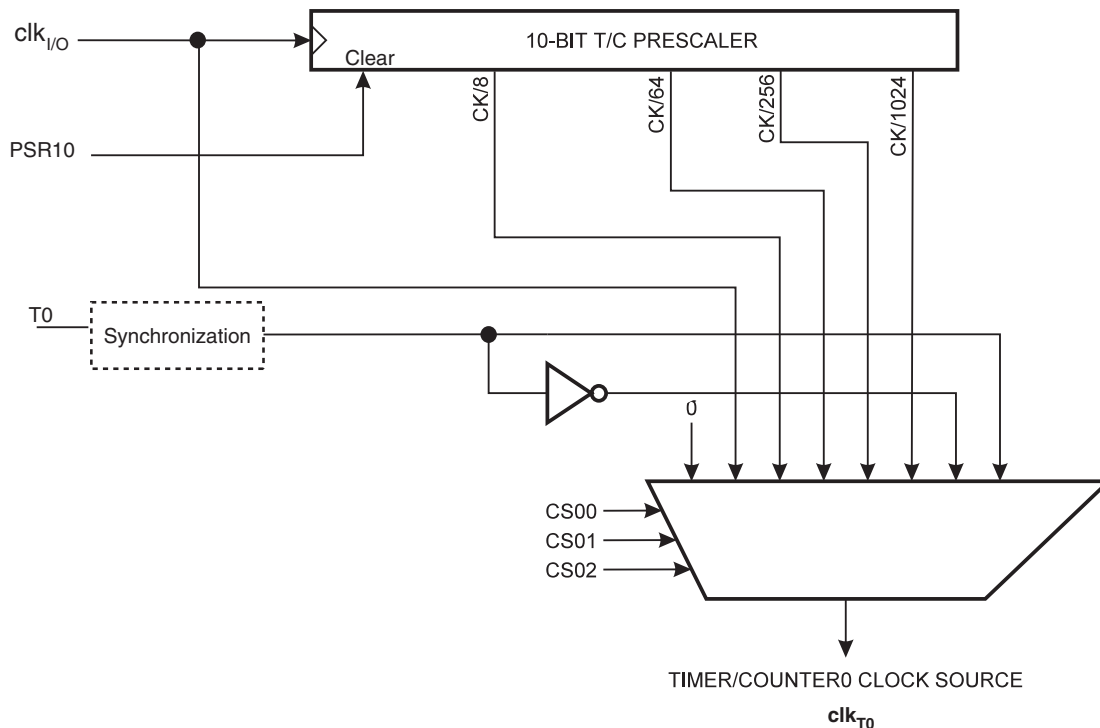 clkI/O
10-BIT T/C PRESCALER
Clear
CK/8
CK/64
CK/256
CK/1024
PSR10
T0
Synchronization
0
CS00
CS01
CS02
TIMER/COUNTER0 CLOCK SOURCE
clkT0